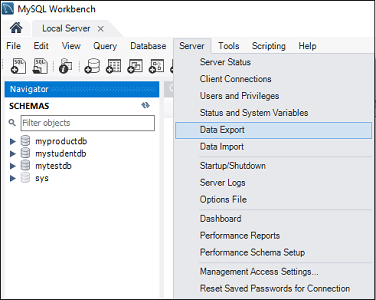 MySQL Workbench
Local Server
File Edit View Query Database Server Tools Scripting Help
SQL SQL
Navigator
SCHEMAS
Filter objects
myproductdb
mystudentdb
mytestdb
sys
Server Status
Client Connections
Users and Privileges
Status and System Variables
Data Export
Data Import
Startup/Shutdown
Server Logs
Options File
Dashboard
Performance Reports
Performance Schema Setup
Management Access Settings...
Reset Saved Passwords for Connection